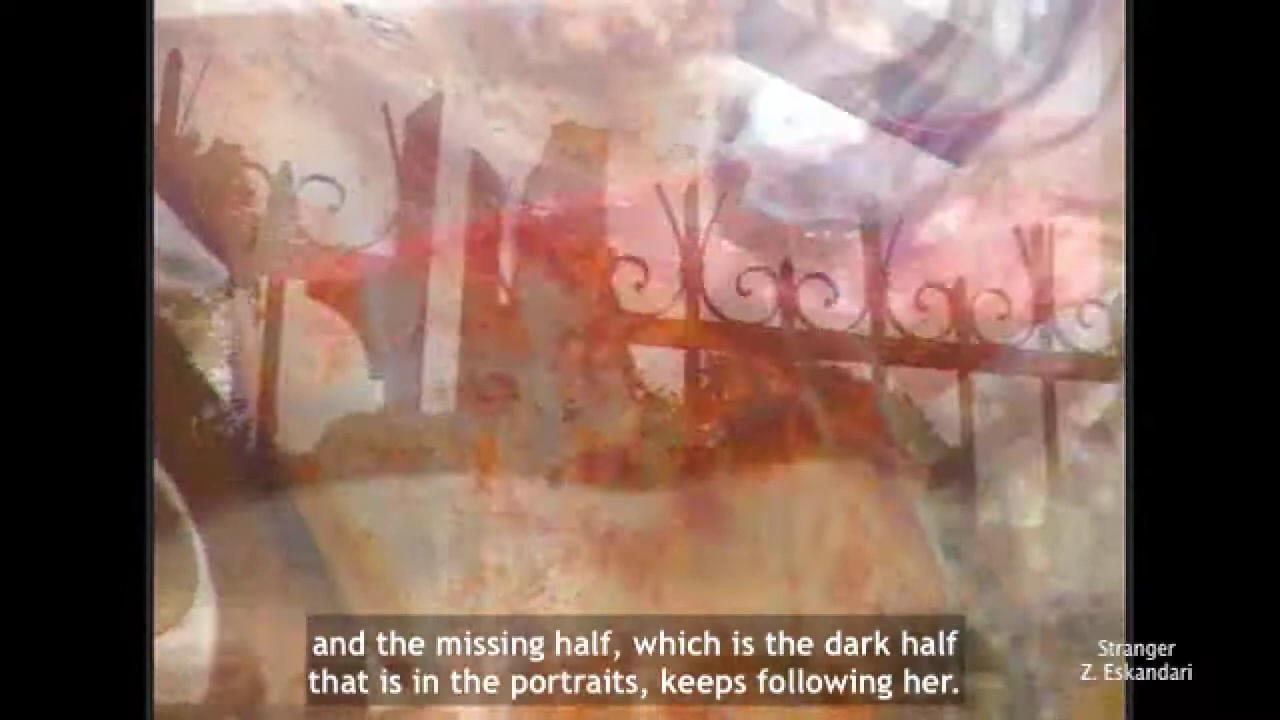 and the missing half, which is the dark half
that is in the portraits, keeps following her.
Stranger
Z. Eskandari